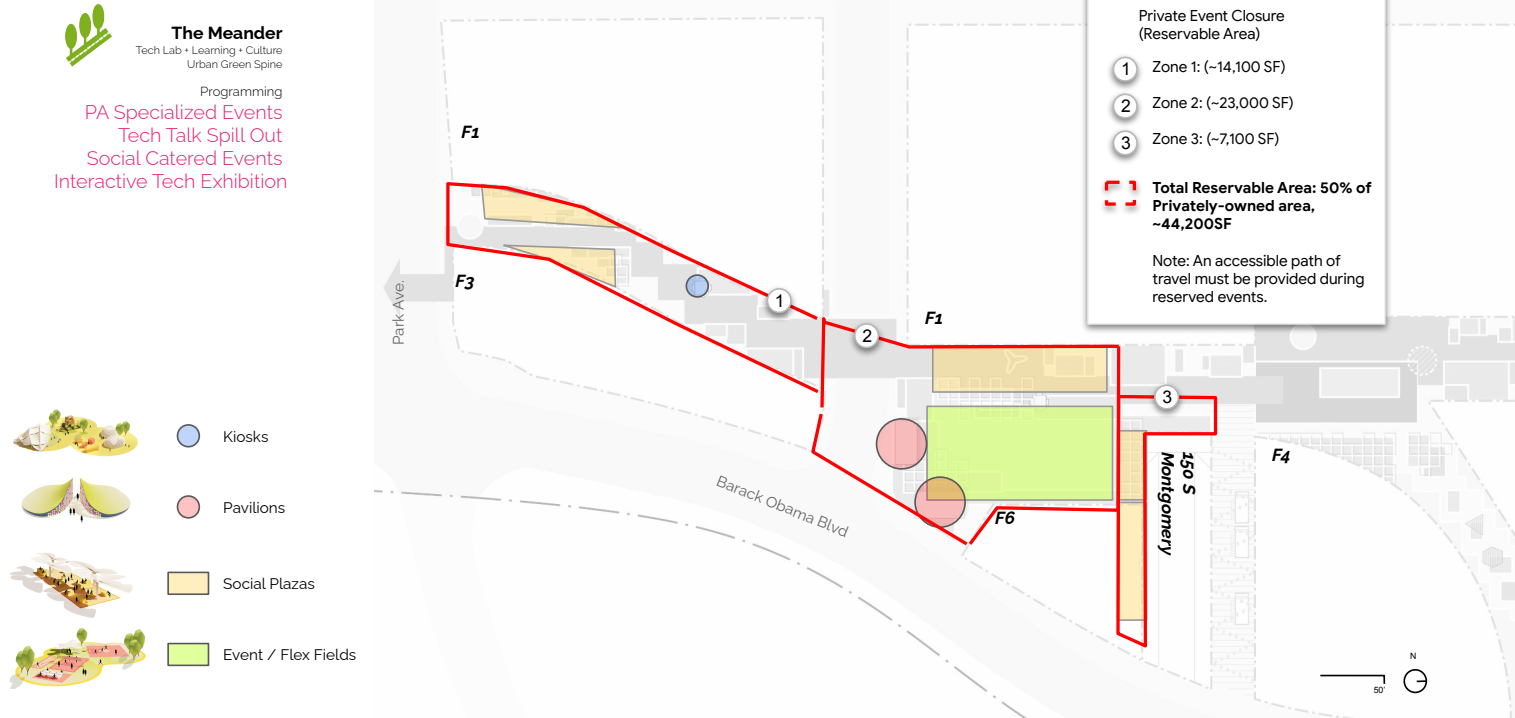 The Meander
Tech Lab + Learning + Culture
Urban Green Spine
Programming
PA Specialized Events
Tech Talk Spill Out
Social Catered Events
Interactive Tech Exhibition
Kiosks
Pavilions
Social Plazas
Event / Flex Fields
Private Event Closure
(Reservable Area)
1 Zone 1: (~14,100 SF)
2 Zone 2: (~23,000 SF)
3 Zone 3: (~7,100 SF)
Total Reservable Area: 50% of
Privately-owned area,
~44,200SF
Note: An accessible path of
travel must be provided during
reserved events.
F1
F3
Park Ave.
1
2
F1
3
F4
150 S
Montgomery
F6
Barack Obama Blvd
N
50'